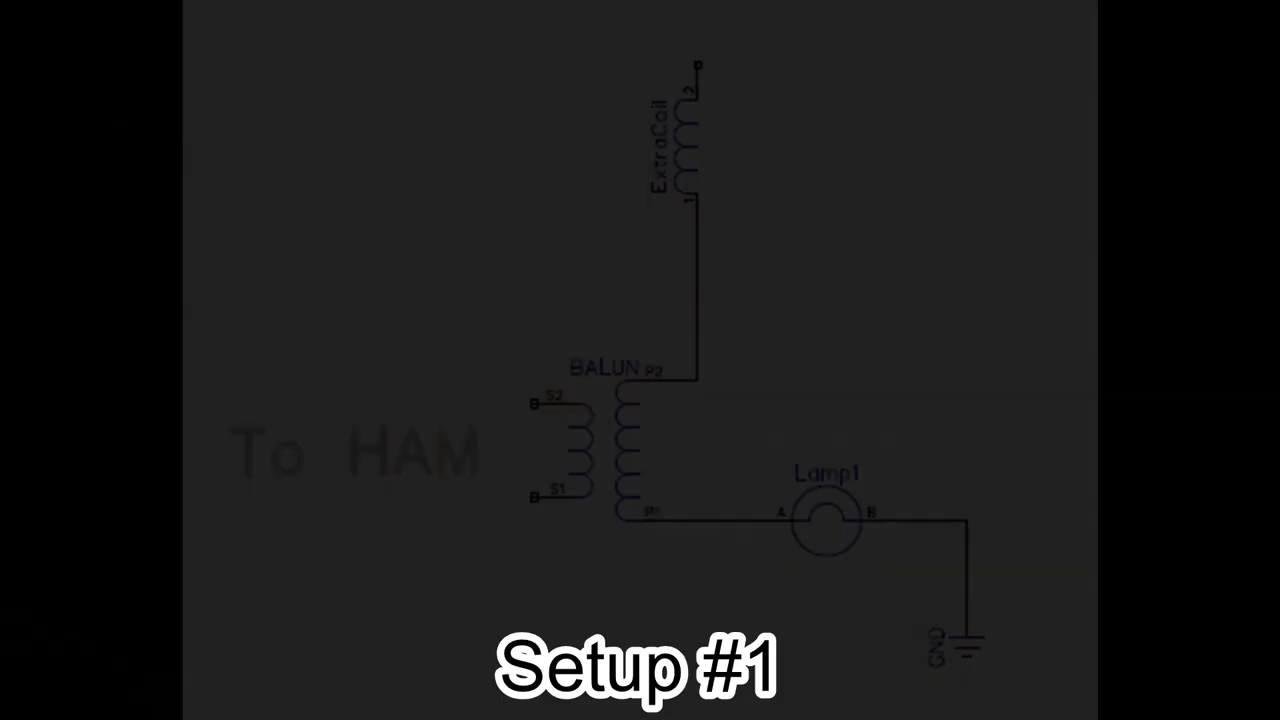 2
ExtraCoil
1
BALUN P2
S2
To HAM
Lamp1
S1
P1
A
B
GND
Setup #1